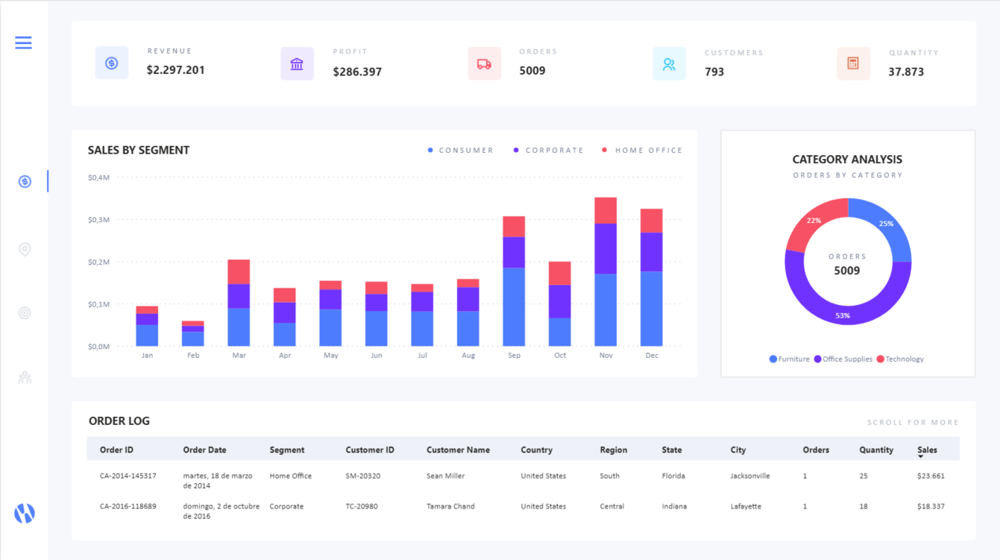 REVENUE
$2.297.201
PROFIT
$286.397
ORDERS
5009
CUSTOMERS
793
QUANTITY
37.873
SALES BY SEGMENT
CONSUMER CORPORATE HOME OFFICE
$0,4M
$0,3M
$0,2M
$0,1M
$0,0M
Jan Feb Mar Apr May Jun Jul Aug Sep Oct Nov Dec
CATEGORY ANALYSIS
ORDERS BY CATEGORY
22%
25%
ORDERS
5009
53%
Furniture Office Supplies Technology
ORDER LOG
SCROLL FOR MORE
Order ID Order Date Segment Customer ID Customer Name Country Region State City Orders Quantity Sales
CA-2014-145317 martes, 18 de marzo Home Office SM-20320 Sean Miller United States South Florida Jacksonville 1 25 $23.661
de 2014
CA-2016-118689 domingo, 2 de octubre Corporate TC-20980 Tamara Chand United States Central Indiana Lafayette 1 18 $18.337
de 2016